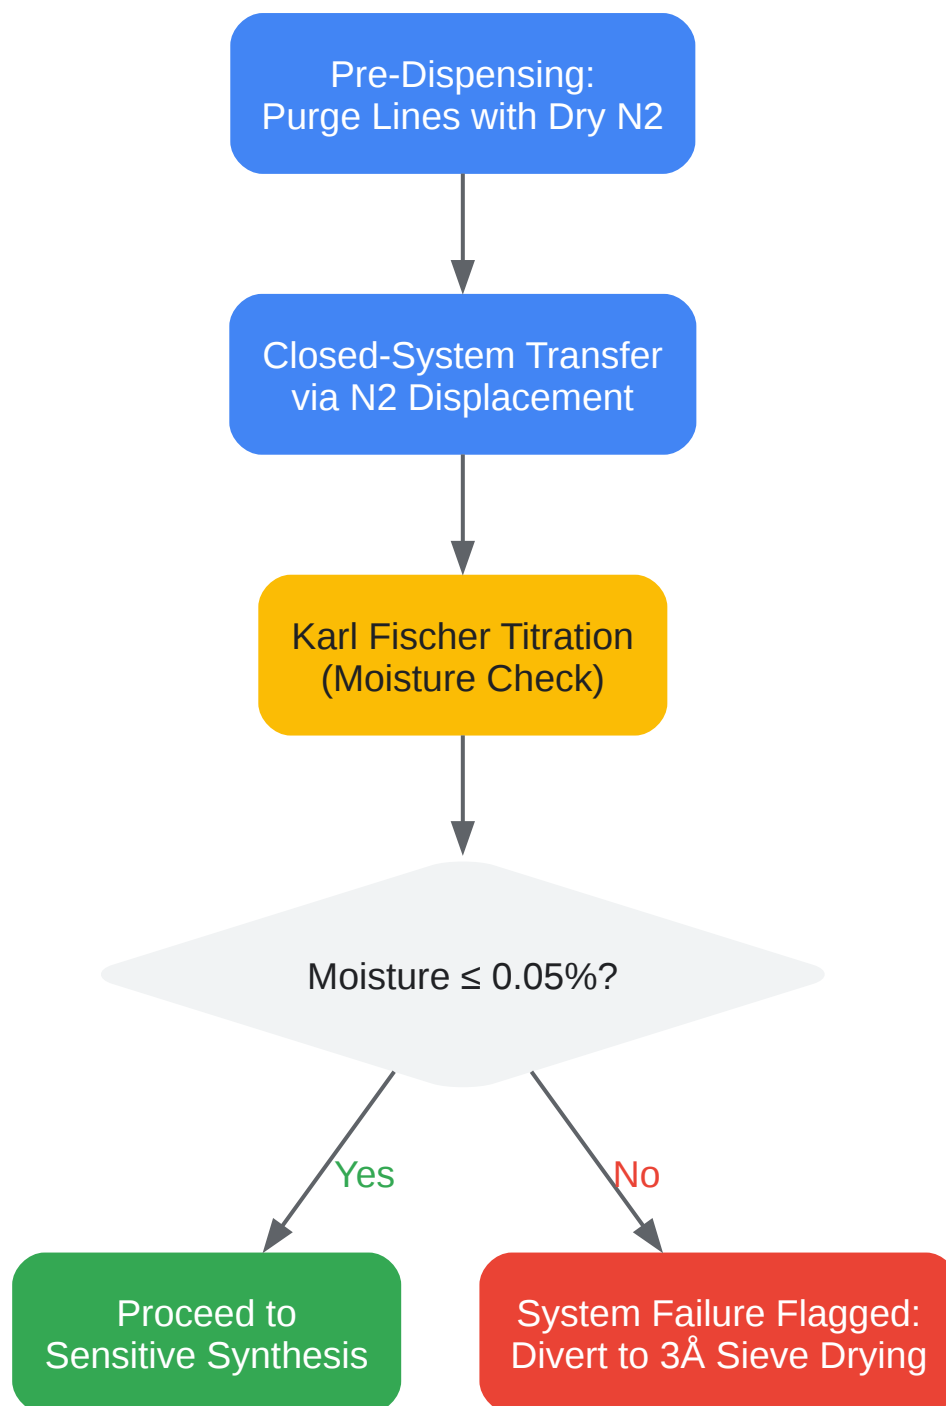 Pre-Dispensing:
Purge Lines with Dry N2
Closed-System Transfer
via N2 Displacement
Karl Fischer Titration
(Moisture Check)
Moisture ≤ 0.05%?
Yes
No
Proceed to
Sensitive Synthesis
System Failure Flagged:
Divert to 3Å Sieve Drying